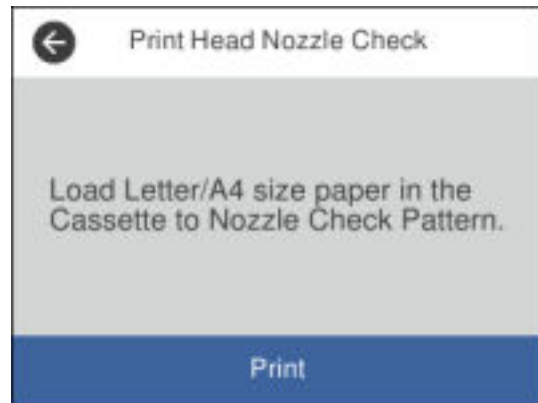 Print Head Nozzle Check
Load Letter/A4 size paper in the
Cassette to Nozzle Check Pattern.
Print